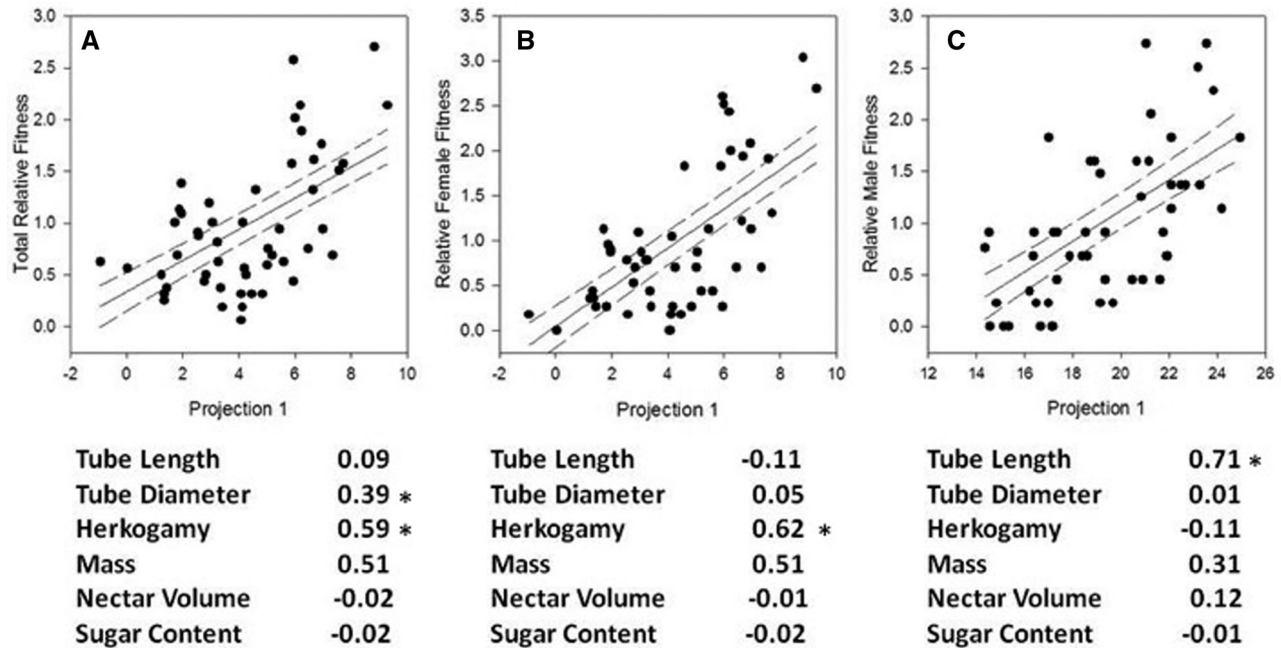 A
Total Relative Fitness
3.0
2.5
2.0
1.5
1.0
0.5
0.0
-2 0 2 4 6 8 10
Projection 1
Tube Length 0.09
Tube Diameter 0.39 *
Herkogamy 0.59 *
Mass 0.51
Nectar Volume -0.02
Sugar Content -0.02
B
Relative Female Fitness
3.5
3.0
2.5
2.0
1.5
1.0
0.5
0.0
-2 0 2 4 6 8 10
Projection 1
Tube Length -0.11
Tube Diameter 0.05
Herkogamy 0.62 *
Mass 0.51
Nectar Volume -0.01
Sugar Content -0.02
C
Relative Male Fitness
3.0
2.5
2.0
1.5
1.0
0.5
0.0
12 14 16 18 20 22 24 26
Projection 1
Tube Length 0.71 *
Tube Diameter 0.01
Herkogamy -0.11
Mass 0.31
Nectar Volume 0.12
Sugar Content -0.01